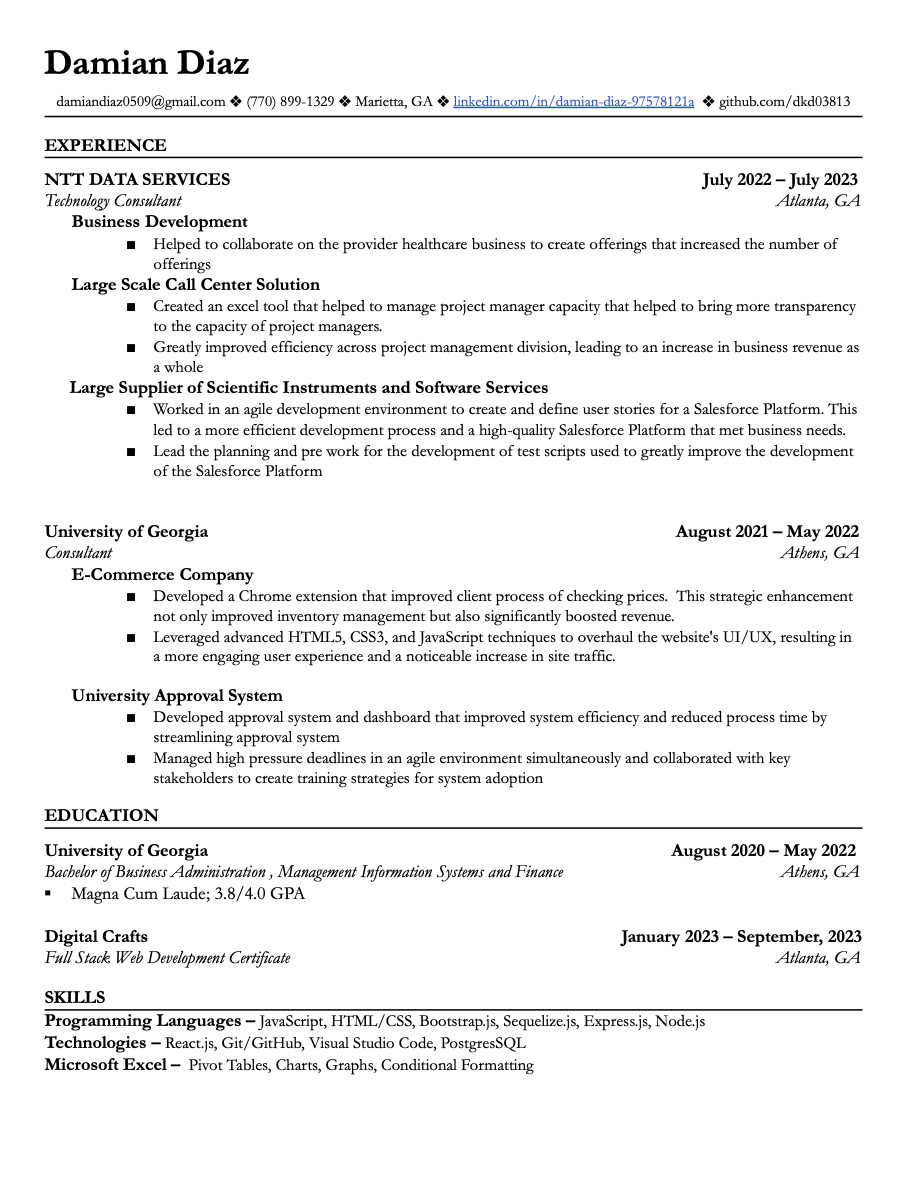 Damian Diaz
damiandiaz0509@gmail.com ❖ (770) 899-1329 ❖ Marietta, GA ❖ linkedin.com/in/damian-diaz-97578121a ❖ github.com/dkd03813
EXPERIENCE
NTT DATA SERVICES July 2022 – July 2023
Technology Consultant Atlanta, GA
Business Development
■ Helped to collaborate on the provider healthcare business to create offerings that increased the number of
offerings
Large Scale Call Center Solution
■ Created an excel tool that helped to manage project manager capacity that helped to bring more transparency
to the capacity of project managers.
■ Greatly improved efficiency across project management division, leading to an increase in business revenue as
a whole
Large Supplier of Scientific Instruments and Software Services
■ Worked in an agile development environment to create and define user stories for a Salesforce Platform. This
led to a more efficient development process and a high-quality Salesforce Platform that met business needs.
■ Lead the planning and pre work for the development of test scripts used to greatly improve the development
of the Salesforce Platform
University of Georgia August 2021 – May 2022
Consultant Athens, GA
E-Commerce Company
■ Developed a Chrome extension that improved client process of checking prices.  This strategic enhancement
not only improved inventory management but also significantly boosted revenue.
■ Leveraged advanced HTML5, CSS3, and JavaScript techniques to overhaul the website's UI/UX, resulting in
a more engaging user experience and a noticeable increase in site traffic.
University Approval System
■ Developed approval system and dashboard that improved system efficiency and reduced process time by
streamlining approval system
■ Managed high pressure deadlines in an agile environment simultaneously and collaborated with key
stakeholders to create training strategies for system adoption
EDUCATION
University of Georgia August 2020 – May 2022
Bachelor of Business Administration , Management Information Systems and Finance Athens, GA
▪ Magna Cum Laude; 3.8/4.0 GPA
Digital Crafts January 2023 – September, 2023
Full Stack Web Development Certificate Atlanta, GA
SKILLS
Programming Languages – JavaScript, HTML/CSS, Bootstrap.js, Sequelize.js, Express.js, Node.js
Technologies – React.js, Git/GitHub, Visual Studio Code, PostgresSQL
Microsoft Excel –  Pivot Tables, Charts, Graphs, Conditional Formatting